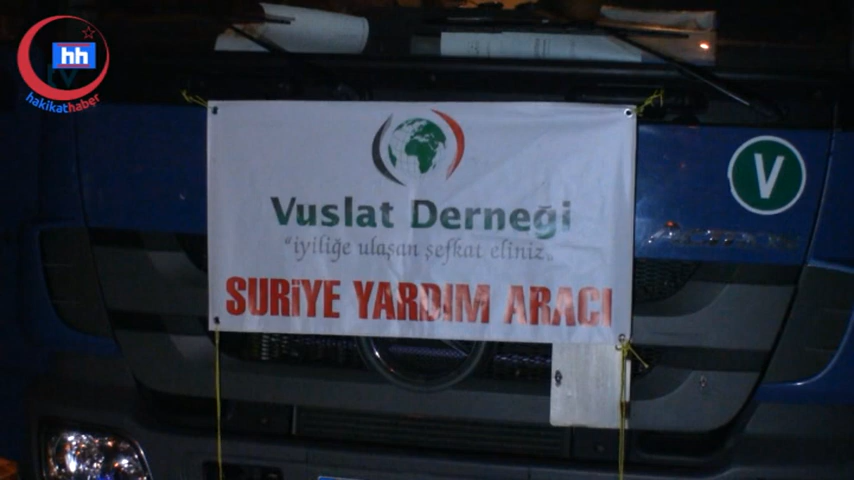 hh
hakikathaber
Vuslat Derneği
"iyiliğe ulaşan şefkat eliniz„
SURİYE YARDIM ARACI
V